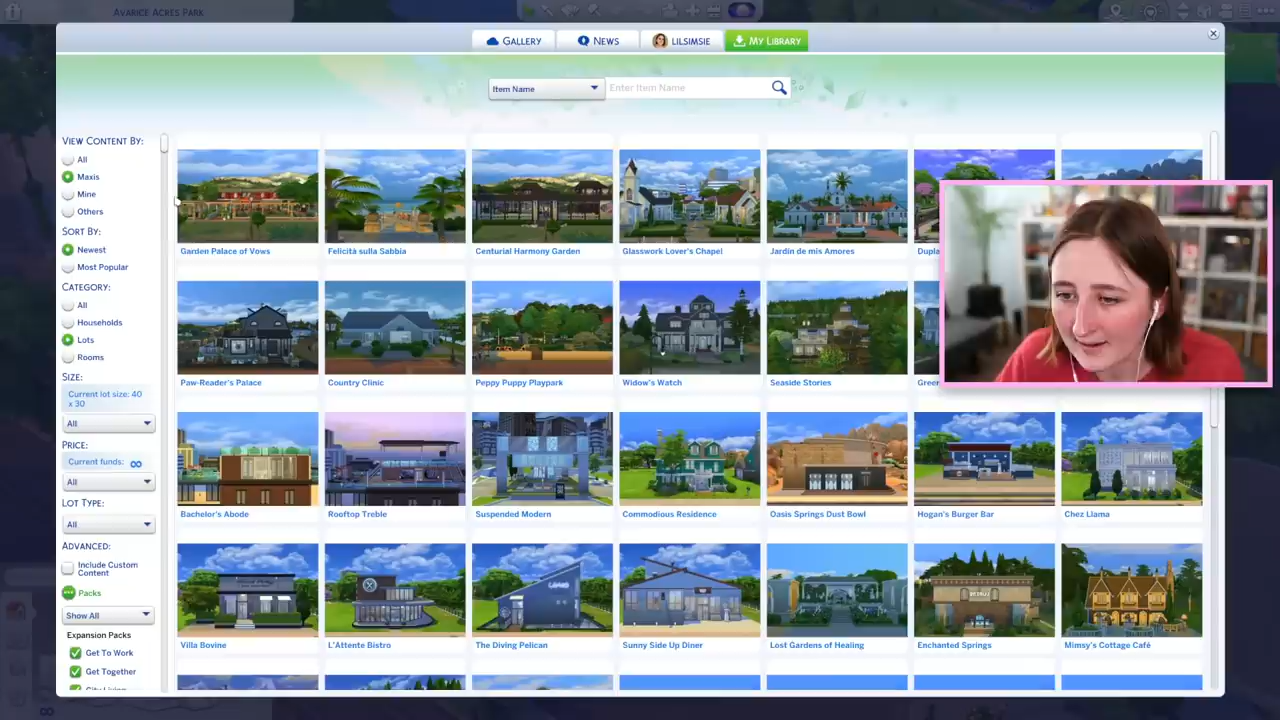 AVARICE ACRES PARK
GALLERY
NEWS
LILSIMSIE
MY LIBRARY
Item Name
Enter Item Name
VIEW CONTENT BY:
All
Maxis
Mine
Others
SORT BY:
Newest
Most Popular
CATEGORY:
All
Households
Lots
Rooms
SIZE:
Current lot size: 40
x 30
All
PRICE:
Current funds: ∞
All
LOT TYPE:
All
ADVANCED:
Include Custom
Content
Packs
Show All
Expansion Packs
Get To Work
Get Together
City Living
Garden Palace of Vows
Felicità sulla Sabbia
Centurial Harmony Garden
Glasswork Lover's Chapel
Jardín de mis Amores
Paw-Reader's Palace
Country Clinic
Peppy Puppy Playpark
Widow's Watch
Seaside Stories
Bachelor's Abode
Rooftop Treble
Suspended Modern
Commodious Residence
Oasis Springs Dust Bowl
Hogan's Burger Bar
Chez Llama
Villa Bovine
L'Attente Bistro
The Diving Pelican
Sunny Side Up Diner
Lost Gardens of Healing
Enchanted Springs
Mimsy's Cottage Café